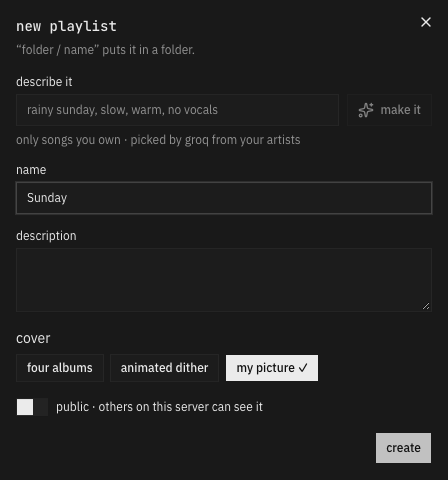 new playlist
“folder / name” puts it in a folder.
describe it
rainy sunday, slow, warm, no vocals
make it
only songs you own · picked by groq from your artists
name
Sunday
description
cover
four albums
animated dither
my picture ✓
public · others on this server can see it
create